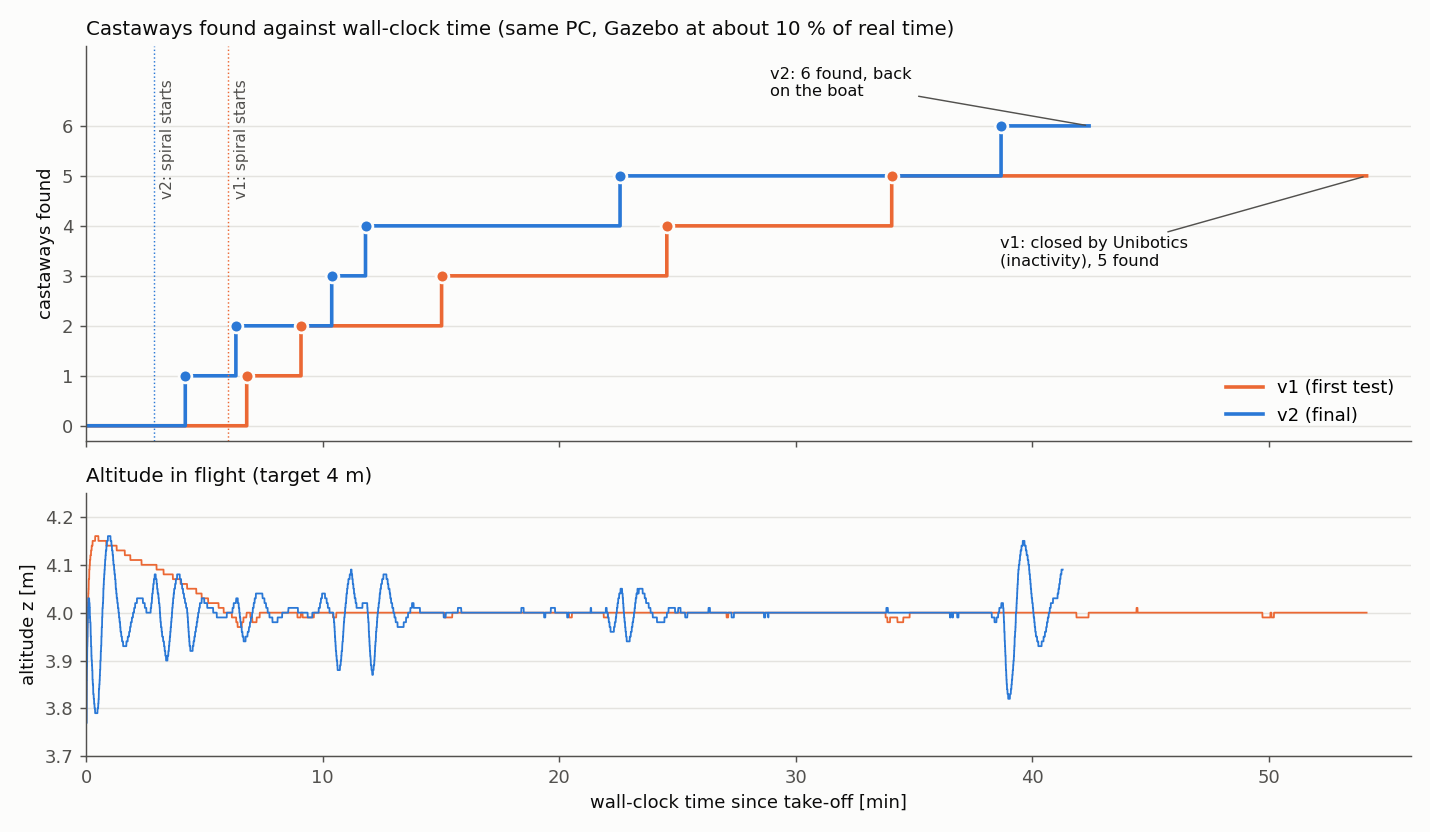 Castaways found against wall-clock time (same PC, Gazebo at about 10 % of real time)
v2: spiral starts
v1: spiral starts
v2: 6 found, back
on the boat
v1: closed by Unibotics
(inactivity), 5 found
castaways found
6
5
4
3
2
1
0
v1 (first test)
v2 (final)
Altitude in flight (target 4 m)
altitude z [m]
4.2
4.1
4.0
3.9
3.8
3.7
0
10
20
30
40
50
wall-clock time since take-off [min]